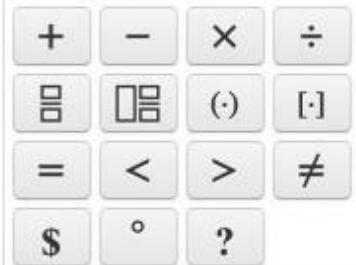 + − × ÷
(·) [·]
= < > ≠
$ ° ?